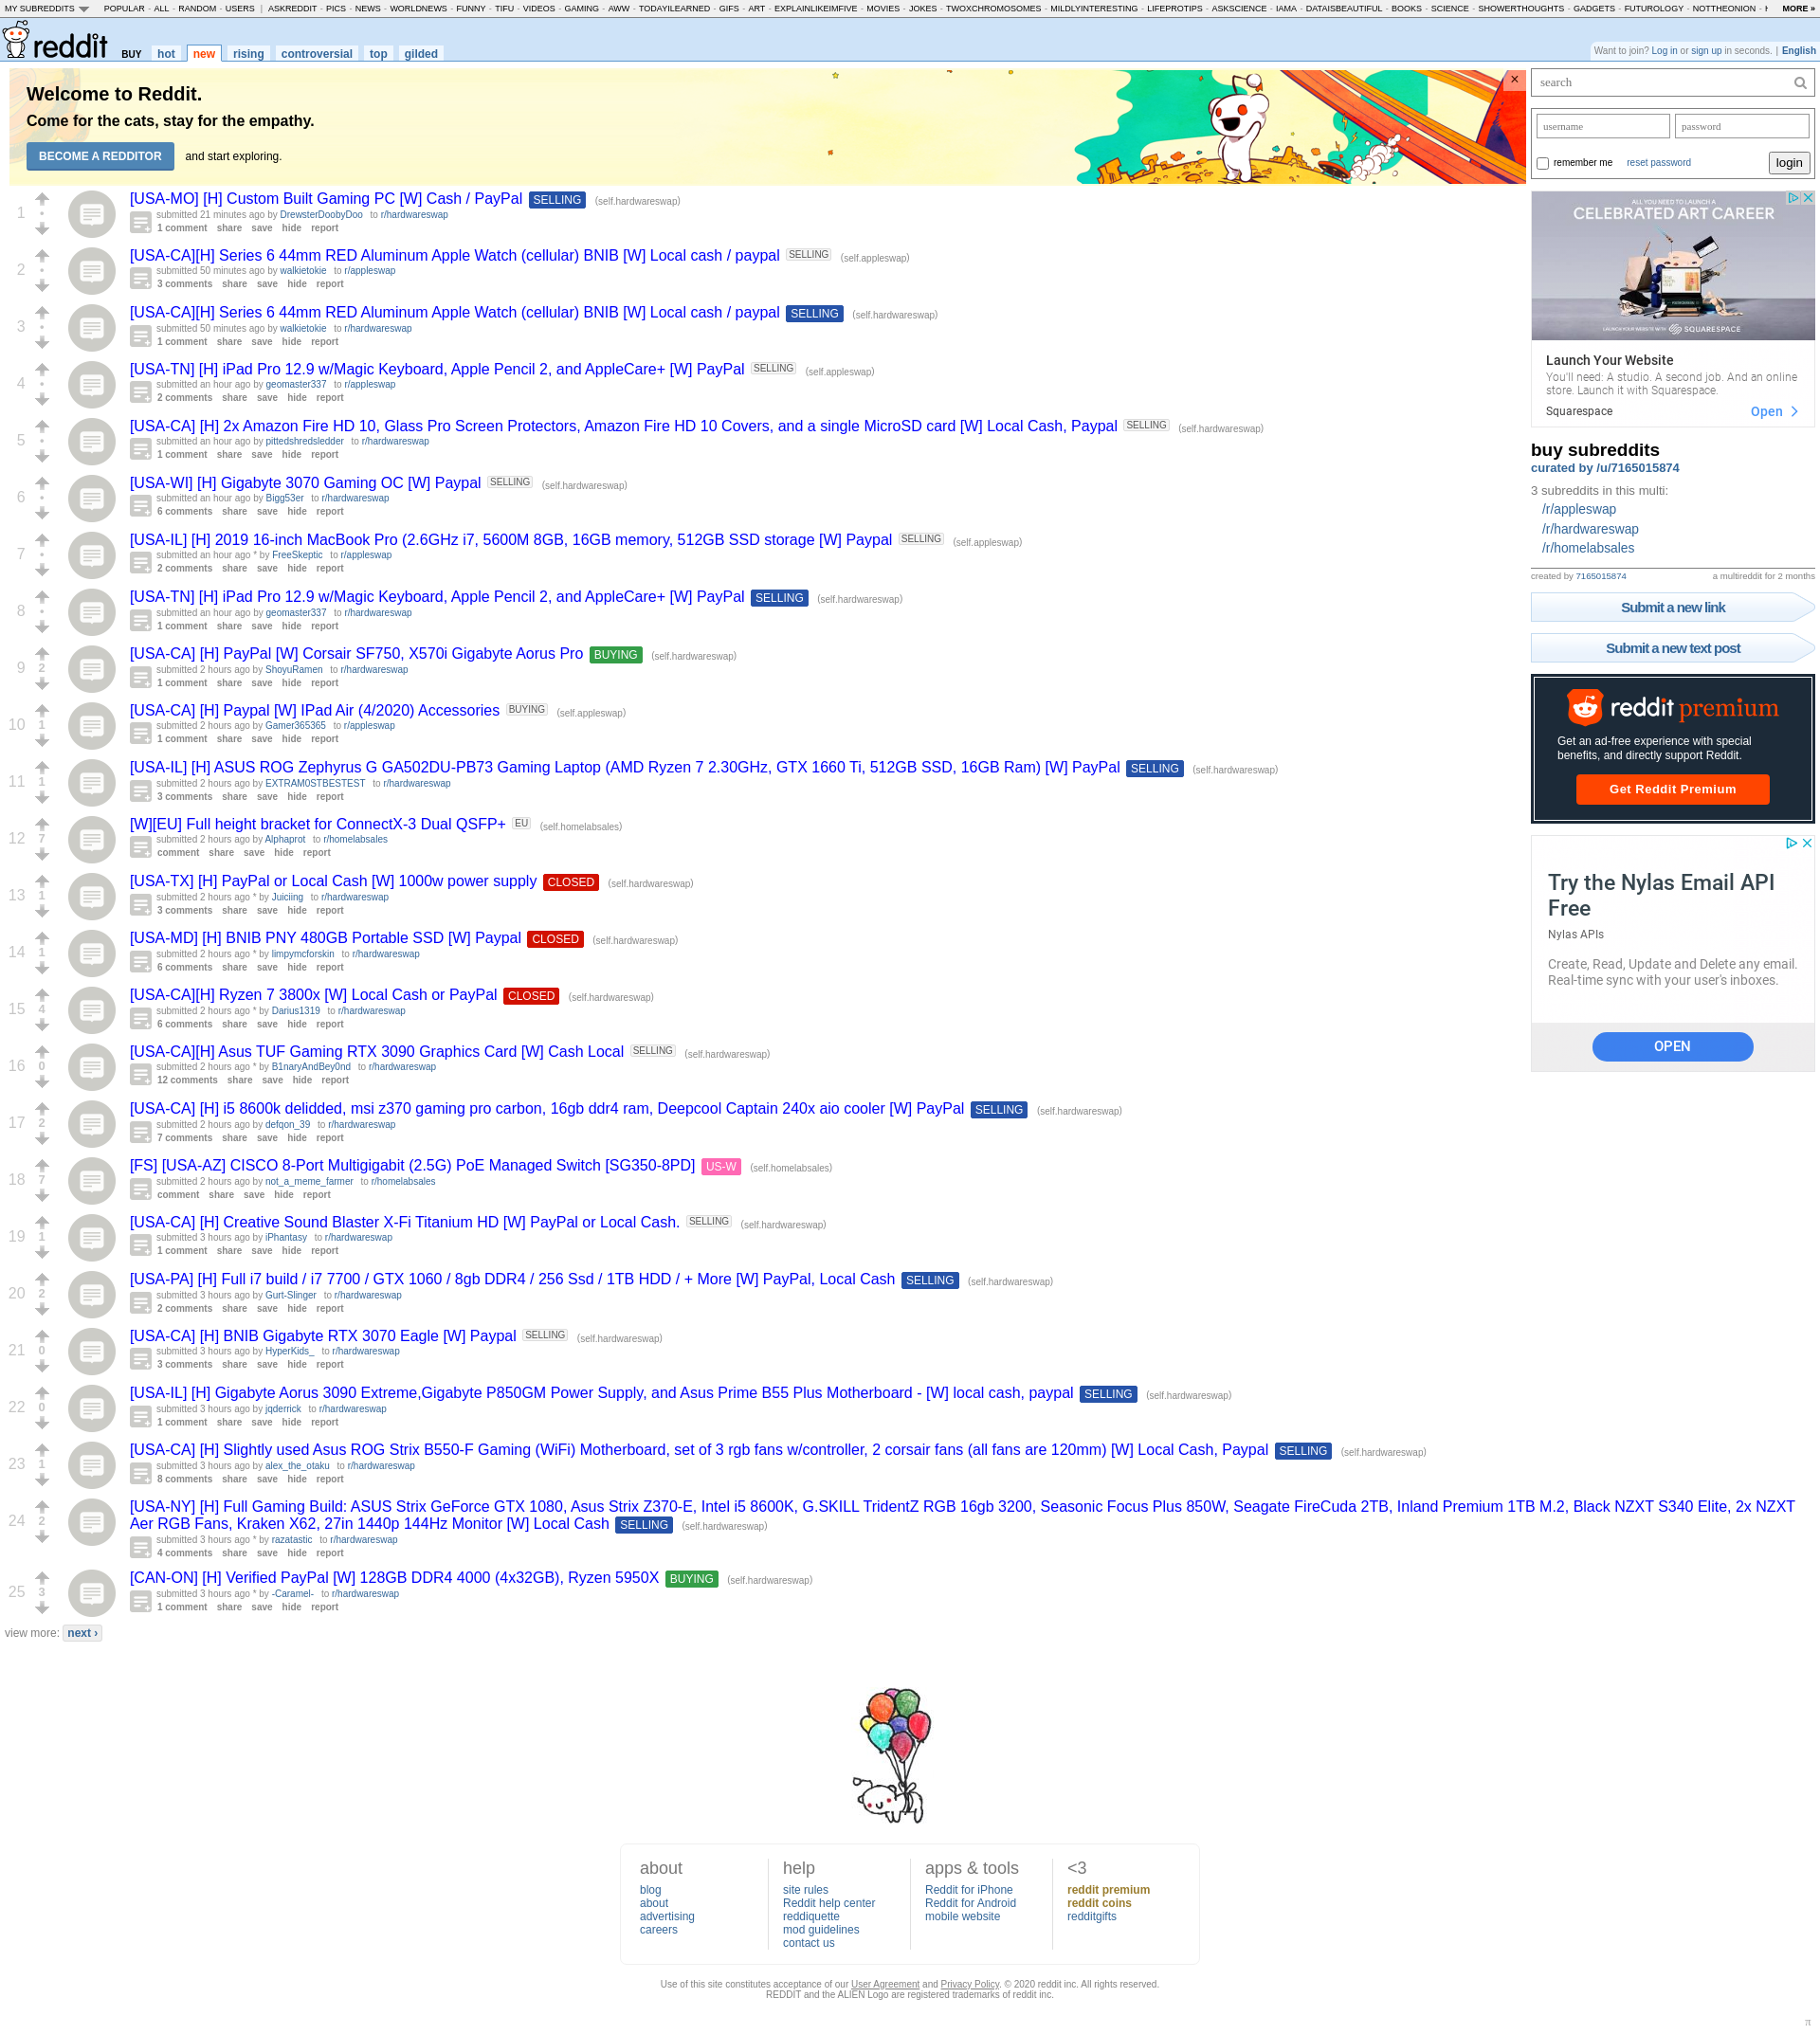 MY SUBREDDITS POPULAR - ALL - RANDOM - USERS | ASKREDDIT - PICS - NEWS - WORLDNEWS - FUNNY - TIFU - VIDEOS - GAMING - AWW - TODAYILEARNED - GIFS - ART - EXPLAINLIKEIMFIVE - MOVIES - JOKES - TWOXCHROMOSOMES - MILDLYINTERESTING - LIFEPROTIPS - ASKSCIENCE - IAMA - DATAISBEAUTIFUL - BOOKS - SCIENCE - SHOWERTHOUGHTS - GADGETS - FUTUROLOGY - NOTTHEONION - MORE »
reddit BUY hot new rising controversial top gilded
Want to join? Log in or sign up in seconds. | English
Welcome to Reddit.
Come for the cats, stay for the empathy.
BECOME A REDDITOR and start exploring.
×
1
[USA-MO] [H] Custom Built Gaming PC [W] Cash / PayPal SELLING (self.hardwareswap)
submitted 21 minutes ago by DrewsterDoobyDoo to r/hardwareswap
1 comment share save hide report
2
[USA-CA][H] Series 6 44mm RED Aluminum Apple Watch (cellular) BNIB [W] Local cash / paypal SELLING (self.appleswap)
submitted 50 minutes ago by walkietokie to r/appleswap
3 comments share save hide report
3
[USA-CA][H] Series 6 44mm RED Aluminum Apple Watch (cellular) BNIB [W] Local cash / paypal SELLING (self.hardwareswap)
submitted 50 minutes ago by walkietokie to r/hardwareswap
1 comment share save hide report
4
[USA-TN] [H] iPad Pro 12.9 w/Magic Keyboard, Apple Pencil 2, and AppleCare+ [W] PayPal SELLING (self.appleswap)
submitted an hour ago by geomaster337 to r/appleswap
2 comments share save hide report
5
[USA-CA] [H] 2x Amazon Fire HD 10, Glass Pro Screen Protectors, Amazon Fire HD 10 Covers, and a single MicroSD card [W] Local Cash, Paypal SELLING (self.hardwareswap)
submitted an hour ago by pittedshredsledder to r/hardwareswap
1 comment share save hide report
6
[USA-WI] [H] Gigabyte 3070 Gaming OC [W] Paypal SELLING (self.hardwareswap)
submitted an hour ago by Bigg53er to r/hardwareswap
6 comments share save hide report
7
[USA-IL] [H] 2019 16-inch MacBook Pro (2.6GHz i7, 5600M 8GB, 16GB memory, 512GB SSD storage [W] Paypal SELLING (self.appleswap)
submitted an hour ago * by FreeSkeptic to r/appleswap
2 comments share save hide report
8
[USA-TN] [H] iPad Pro 12.9 w/Magic Keyboard, Apple Pencil 2, and AppleCare+ [W] PayPal SELLING (self.hardwareswap)
submitted an hour ago by geomaster337 to r/hardwareswap
1 comment share save hide report
9 2
[USA-CA] [H] PayPal [W] Corsair SF750, X570i Gigabyte Aorus Pro BUYING (self.hardwareswap)
submitted 2 hours ago by ShoyuRamen to r/hardwareswap
1 comment share save hide report
10 1
[USA-CA] [H] Paypal [W] IPad Air (4/2020) Accessories BUYING (self.appleswap)
submitted 2 hours ago by Gamer365365 to r/appleswap
1 comment share save hide report
11 1
[USA-IL] [H] ASUS ROG Zephyrus G GA502DU-PB73 Gaming Laptop (AMD Ryzen 7 2.30GHz, GTX 1660 Ti, 512GB SSD, 16GB Ram) [W] PayPal SELLING (self.hardwareswap)
submitted 2 hours ago by EXTRAM0STBESTEST to r/hardwareswap
3 comments share save hide report
12 7
[W][EU] Full height bracket for ConnectX-3 Dual QSFP+ EU (self.homelabsales)
submitted 2 hours ago by Alphaprot to r/homelabsales
comment share save hide report
13 1
[USA-TX] [H] PayPal or Local Cash [W] 1000w power supply CLOSED (self.hardwareswap)
submitted 2 hours ago * by Juiciing to r/hardwareswap
3 comments share save hide report
14 1
[USA-MD] [H] BNIB PNY 480GB Portable SSD [W] Paypal CLOSED (self.hardwareswap)
submitted 2 hours ago * by limpymcforskin to r/hardwareswap
6 comments share save hide report
15 4
[USA-CA][H] Ryzen 7 3800x [W] Local Cash or PayPal CLOSED (self.hardwareswap)
submitted 2 hours ago * by Darius1319 to r/hardwareswap
6 comments share save hide report
16 0
[USA-CA][H] Asus TUF Gaming RTX 3090 Graphics Card [W] Cash Local SELLING (self.hardwareswap)
submitted 2 hours ago * by B1naryAndBey0nd to r/hardwareswap
12 comments share save hide report
17 2
[USA-CA] [H] i5 8600k delidded, msi z370 gaming pro carbon, 16gb ddr4 ram, Deepcool Captain 240x aio cooler [W] PayPal SELLING (self.hardwareswap)
submitted 2 hours ago by defqon_39 to r/hardwareswap
7 comments share save hide report
18 7
[FS] [USA-AZ] CISCO 8-Port Multigigabit (2.5G) PoE Managed Switch [SG350-8PD] US-W (self.homelabsales)
submitted 2 hours ago by not_a_meme_farmer to r/homelabsales
comment share save hide report
19 1
[USA-CA] [H] Creative Sound Blaster X-Fi Titanium HD [W] PayPal or Local Cash. SELLING (self.hardwareswap)
submitted 3 hours ago by iPhantasy to r/hardwareswap
1 comment share save hide report
20 2
[USA-PA] [H] Full i7 build / i7 7700 / GTX 1060 / 8gb DDR4 / 256 Ssd / 1TB HDD / + More [W] PayPal, Local Cash SELLING (self.hardwareswap)
submitted 3 hours ago by Gurt-Slinger to r/hardwareswap
2 comments share save hide report
21 0
[USA-CA] [H] BNIB Gigabyte RTX 3070 Eagle [W] Paypal SELLING (self.hardwareswap)
submitted 3 hours ago by HyperKids_ to r/hardwareswap
3 comments share save hide report
22 0
[USA-IL] [H] Gigabyte Aorus 3090 Extreme,Gigabyte P850GM Power Supply, and Asus Prime B55 Plus Motherboard - [W] local cash, paypal SELLING (self.hardwareswap)
submitted 3 hours ago by jqderrick to r/hardwareswap
1 comment share save hide report
23 1
[USA-CA] [H] Slightly used Asus ROG Strix B550-F Gaming (WiFi) Motherboard, set of 3 rgb fans w/controller, 2 corsair fans (all fans are 120mm) [W] Local Cash, Paypal SELLING (self.hardwareswap)
submitted 3 hours ago by alex_the_otaku to r/hardwareswap
8 comments share save hide report
24 2
[USA-NY] [H] Full Gaming Build: ASUS Strix GeForce GTX 1080, Asus Strix Z370-E, Intel i5 8600K, G.SKILL TridentZ RGB 16gb 3200, Seasonic Focus Plus 850W, Seagate FireCuda 2TB, Inland Premium 1TB M.2, Black NZXT S340 Elite, 2x NZXT
Aer RGB Fans, Kraken X62, 27in 1440p 144Hz Monitor [W] Local Cash SELLING (self.hardwareswap)
submitted 3 hours ago * by razatastic to r/hardwareswap
4 comments share save hide report
25 3
[CAN-ON] [H] Verified PayPal [W] 128GB DDR4 4000 (4x32GB), Ryzen 5950X BUYING (self.hardwareswap)
submitted 3 hours ago * by -Caramel- to r/hardwareswap
1 comment share save hide report
view more: next ›
search
username password
remember me reset password login
ALL YOU NEED TO LAUNCH A
CELEBRATED ART CAREER
LAUNCH YOUR WEBSITE WITH SQUARESPACE
Launch Your Website
You'll need: A studio. A second job. And an online
store. Launch it with Squarespace.
Squarespace Open
buy subreddits
curated by /u/7165015874
3 subreddits in this multi:
/r/appleswap
/r/hardwareswap
/r/homelabsales
created by 7165015874 a multireddit for 2 months
Submit a new link
Submit a new text post
reddit premium
Get an ad-free experience with special
benefits, and directly support Reddit.
Get Reddit Premium
Try the Nylas Email API
Free
Nylas APIs
Create, Read, Update and Delete any email.
Real-time sync with your user's inboxes.
OPEN
about
blog
about
advertising
careers
help
site rules
Reddit help center
reddiquette
mod guidelines
contact us
apps & tools
Reddit for iPhone
Reddit for Android
mobile website
<3
reddit premium
reddit coins
redditgifts
Use of this site constitutes acceptance of our User Agreement and Privacy Policy. © 2020 reddit inc. All rights reserved.
REDDIT and the ALIEN Logo are registered trademarks of reddit inc.
π